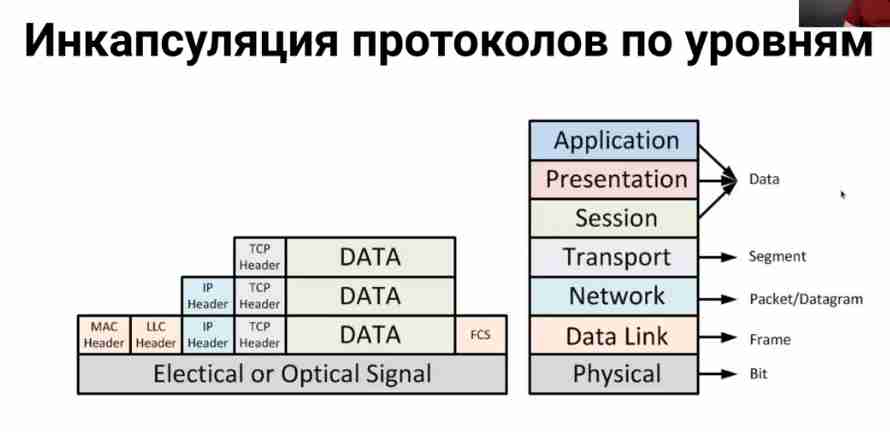 Инкапсуляция протоколов по уровням
Application
Presentation
Session
Transport
Network
Data Link
Physical
Data
Segment
Packet/Datagram
Frame
Bit
TCP
Header
DATA
IP
Header
TCP
Header
DATA
MAC
Header
LLC
Header
IP
Header
TCP
Header
DATA
FCS
Electical or Optical Signal